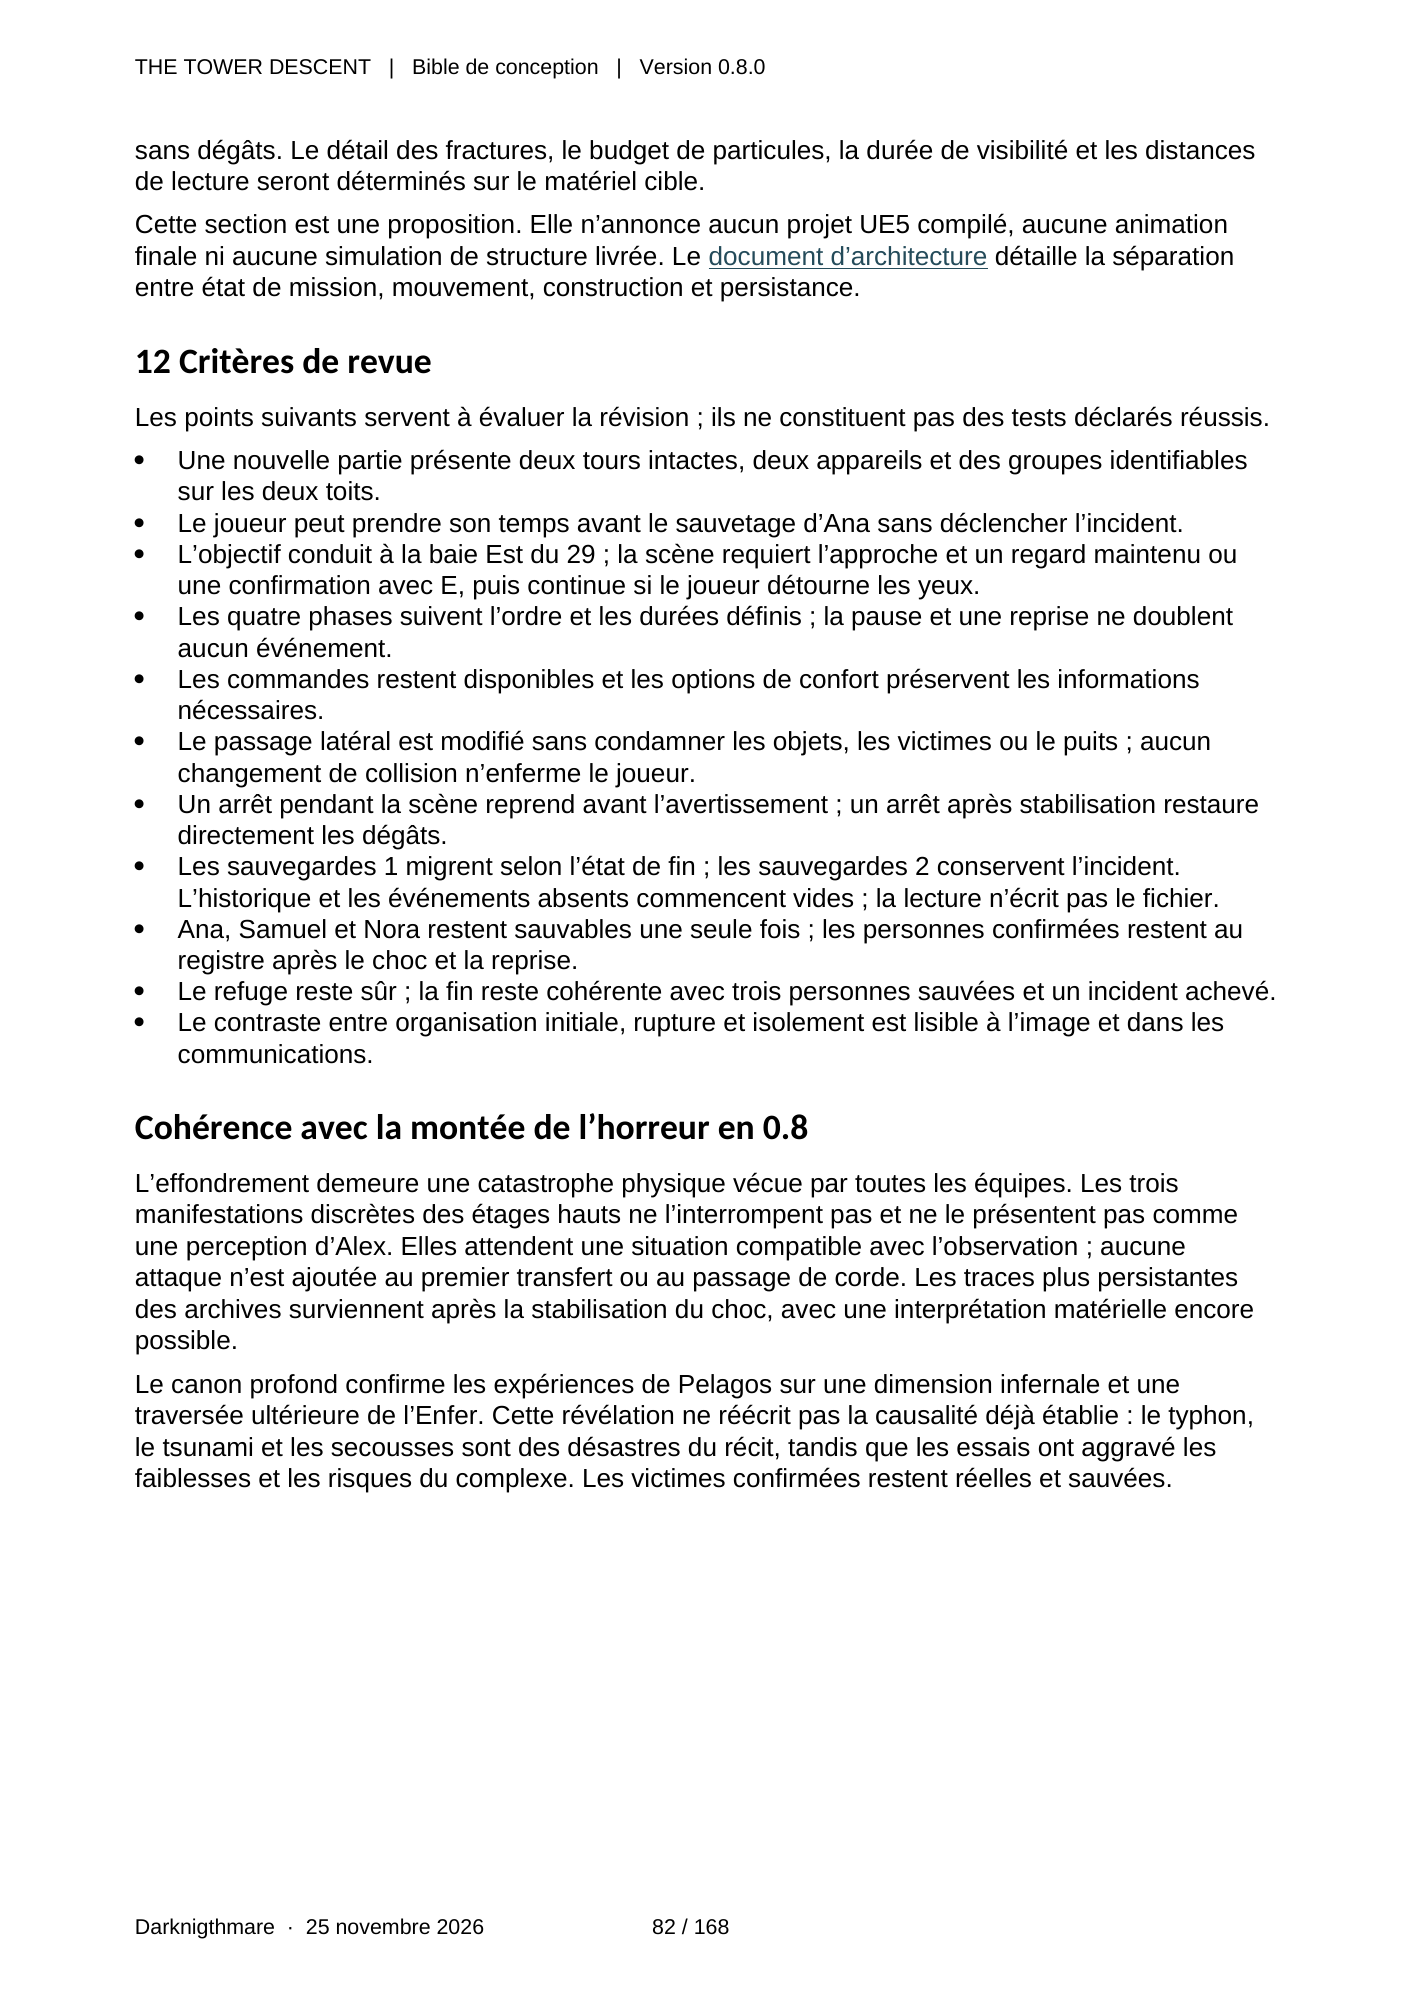 THE TOWER DESCENT | Bible de conception | Version 0.8.0
sans dégâts. Le détail des fractures, le budget de particules, la durée de visibilité et les distances
de lecture seront déterminés sur le matériel cible.
Cette section est une proposition. Elle n’annonce aucun projet UE5 compilé, aucune animation
finale ni aucune simulation de structure livrée. Le document d’architecture détaille la séparation
entre état de mission, mouvement, construction et persistance.
12 Critères de revue
Les points suivants servent à évaluer la révision ; ils ne constituent pas des tests déclarés réussis.
• Une nouvelle partie présente deux tours intactes, deux appareils et des groupes identifiables
sur les deux toits.
• Le joueur peut prendre son temps avant le sauvetage d’Ana sans déclencher l’incident.
• L’objectif conduit à la baie Est du 29 ; la scène requiert l’approche et un regard maintenu ou
une confirmation avec E, puis continue si le joueur détourne les yeux.
• Les quatre phases suivent l’ordre et les durées définis ; la pause et une reprise ne doublent
aucun événement.
• Les commandes restent disponibles et les options de confort préservent les informations
nécessaires.
• Le passage latéral est modifié sans condamner les objets, les victimes ou le puits ; aucun
changement de collision n’enferme le joueur.
• Un arrêt pendant la scène reprend avant l’avertissement ; un arrêt après stabilisation restaure
directement les dégâts.
• Les sauvegardes 1 migrent selon l’état de fin ; les sauvegardes 2 conservent l’incident.
L’historique et les événements absents commencent vides ; la lecture n’écrit pas le fichier.
• Ana, Samuel et Nora restent sauvables une seule fois ; les personnes confirmées restent au
registre après le choc et la reprise.
• Le refuge reste sûr ; la fin reste cohérente avec trois personnes sauvées et un incident achevé.
• Le contraste entre organisation initiale, rupture et isolement est lisible à l’image et dans les
communications.
Cohérence avec la montée de l’horreur en 0.8
L’effondrement demeure une catastrophe physique vécue par toutes les équipes. Les trois
manifestations discrètes des étages hauts ne l’interrompent pas et ne le présentent pas comme
une perception d’Alex. Elles attendent une situation compatible avec l’observation ; aucune
attaque n’est ajoutée au premier transfert ou au passage de corde. Les traces plus persistantes
des archives surviennent après la stabilisation du choc, avec une interprétation matérielle encore
possible.
Le canon profond confirme les expériences de Pelagos sur une dimension infernale et une
traversée ultérieure de l’Enfer. Cette révélation ne réécrit pas la causalité déjà établie : le typhon,
le tsunami et les secousses sont des désastres du récit, tandis que les essais ont aggravé les
faiblesses et les risques du complexe. Les victimes confirmées restent réelles et sauvées.
Darknigthmare · 25 novembre 2026 82 / 168